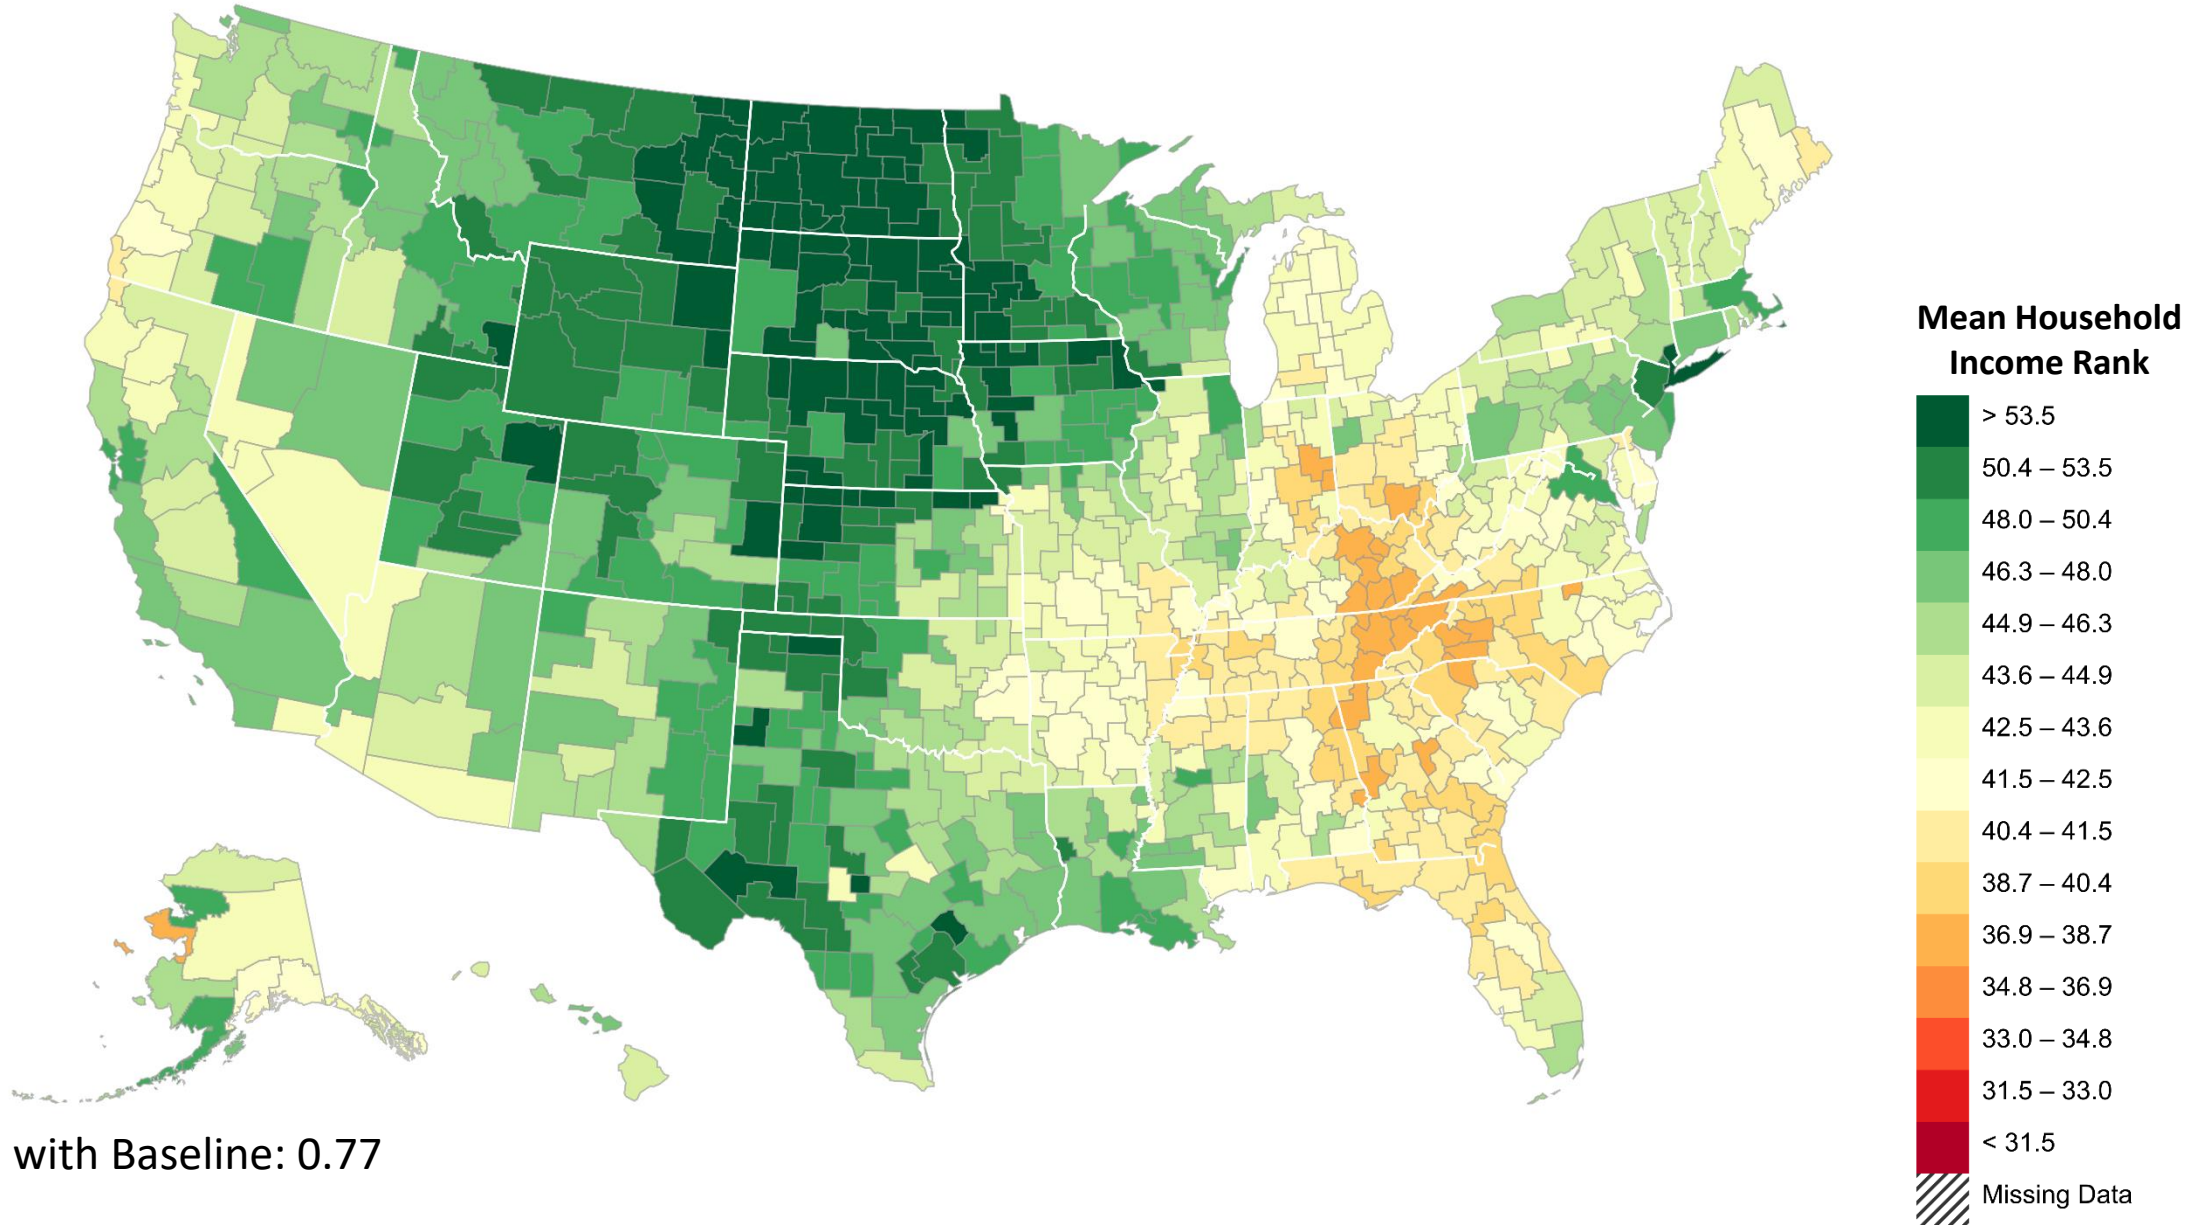 Mean Household
Income Rank
> 53.5
50.4 – 53.5
48.0 – 50.4
46.3 – 48.0
44.9 – 46.3
43.6 – 44.9
42.5 – 43.6
41.5 – 42.5
40.4 – 41.5
38.7 – 40.4
36.9 – 38.7
34.8 – 36.9
33.0 – 34.8
31.5 – 33.0
< 31.5
Missing Data
with Baseline: 0.77